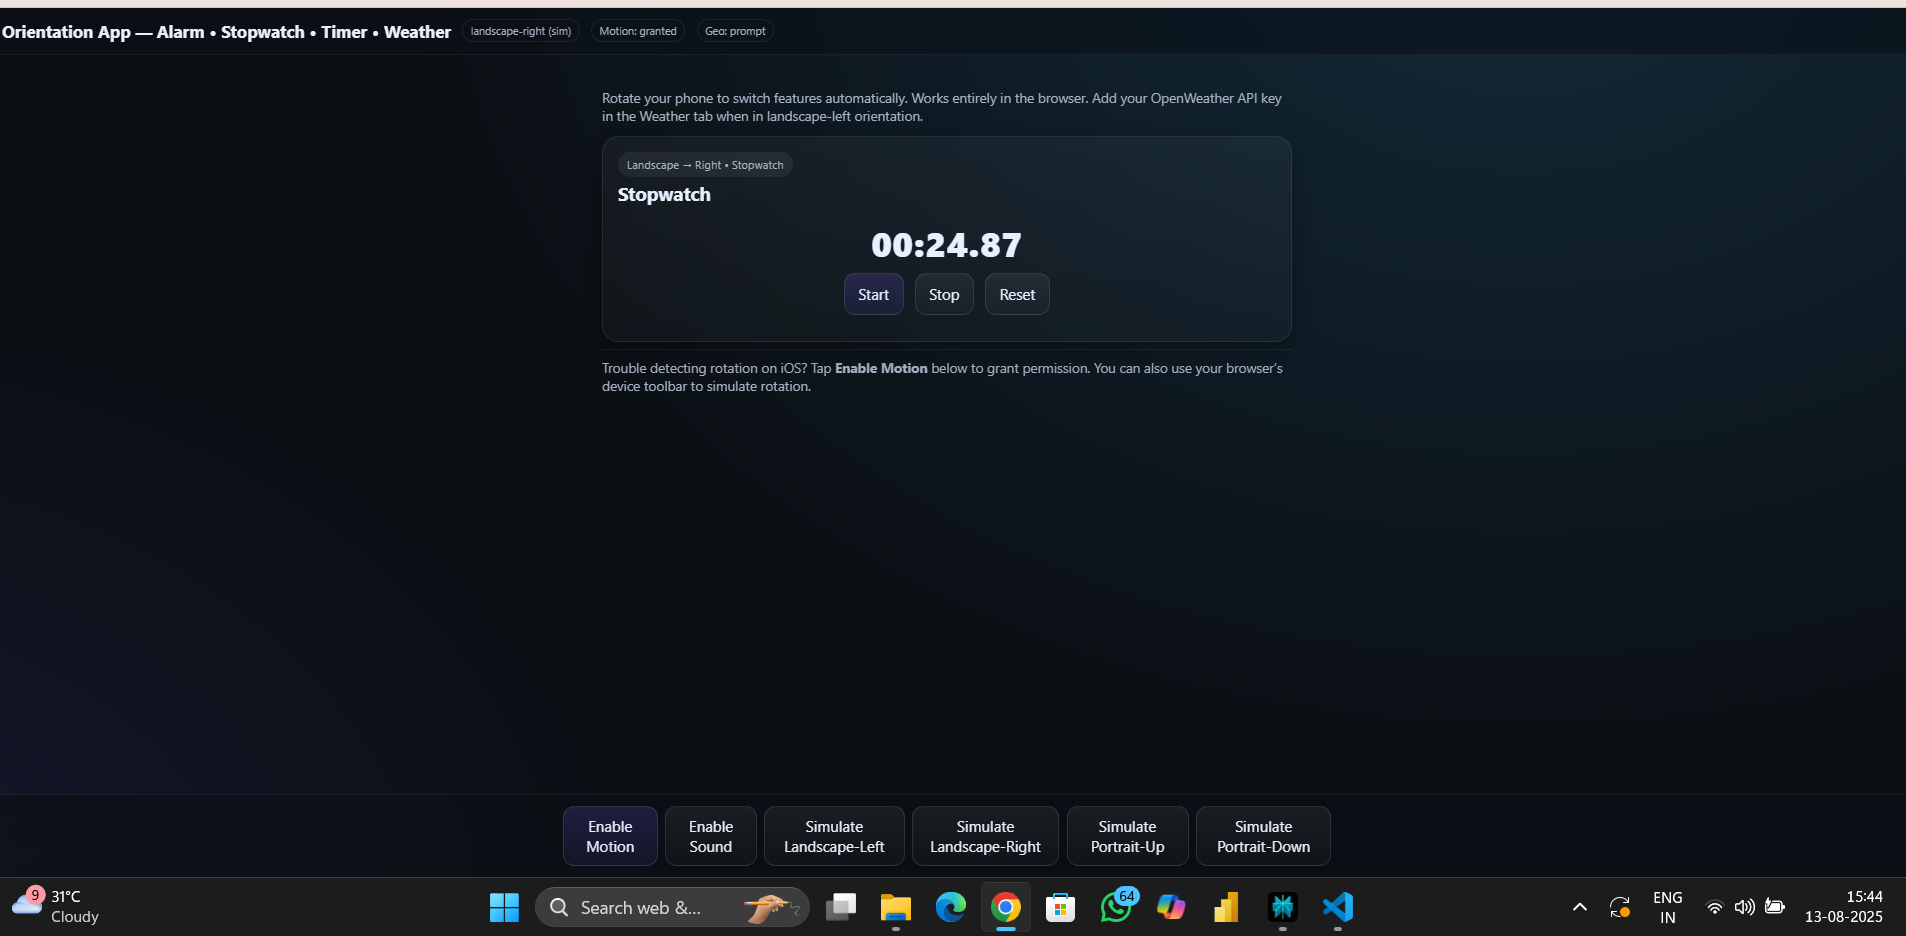 Orientation App — Alarm • Stopwatch • Timer • Weather
landscape-right (sim)
Motion: granted
Geo: prompt
Rotate your phone to switch features automatically. Works entirely in the browser. Add your OpenWeather API key
in the Weather tab when in landscape-left orientation.
Landscape → Right • Stopwatch
Stopwatch
00:24.87
Start
Stop
Reset
Trouble detecting rotation on iOS? Tap Enable Motion below to grant permission. You can also use your browser’s
device toolbar to simulate rotation.
Enable
Motion
Enable
Sound
Simulate
Landscape-Left
Simulate
Landscape-Right
Simulate
Portrait-Up
Simulate
Portrait-Down
9
31°C
Cloudy
Search web &...
64
ENG
IN
15:44
13-08-2025